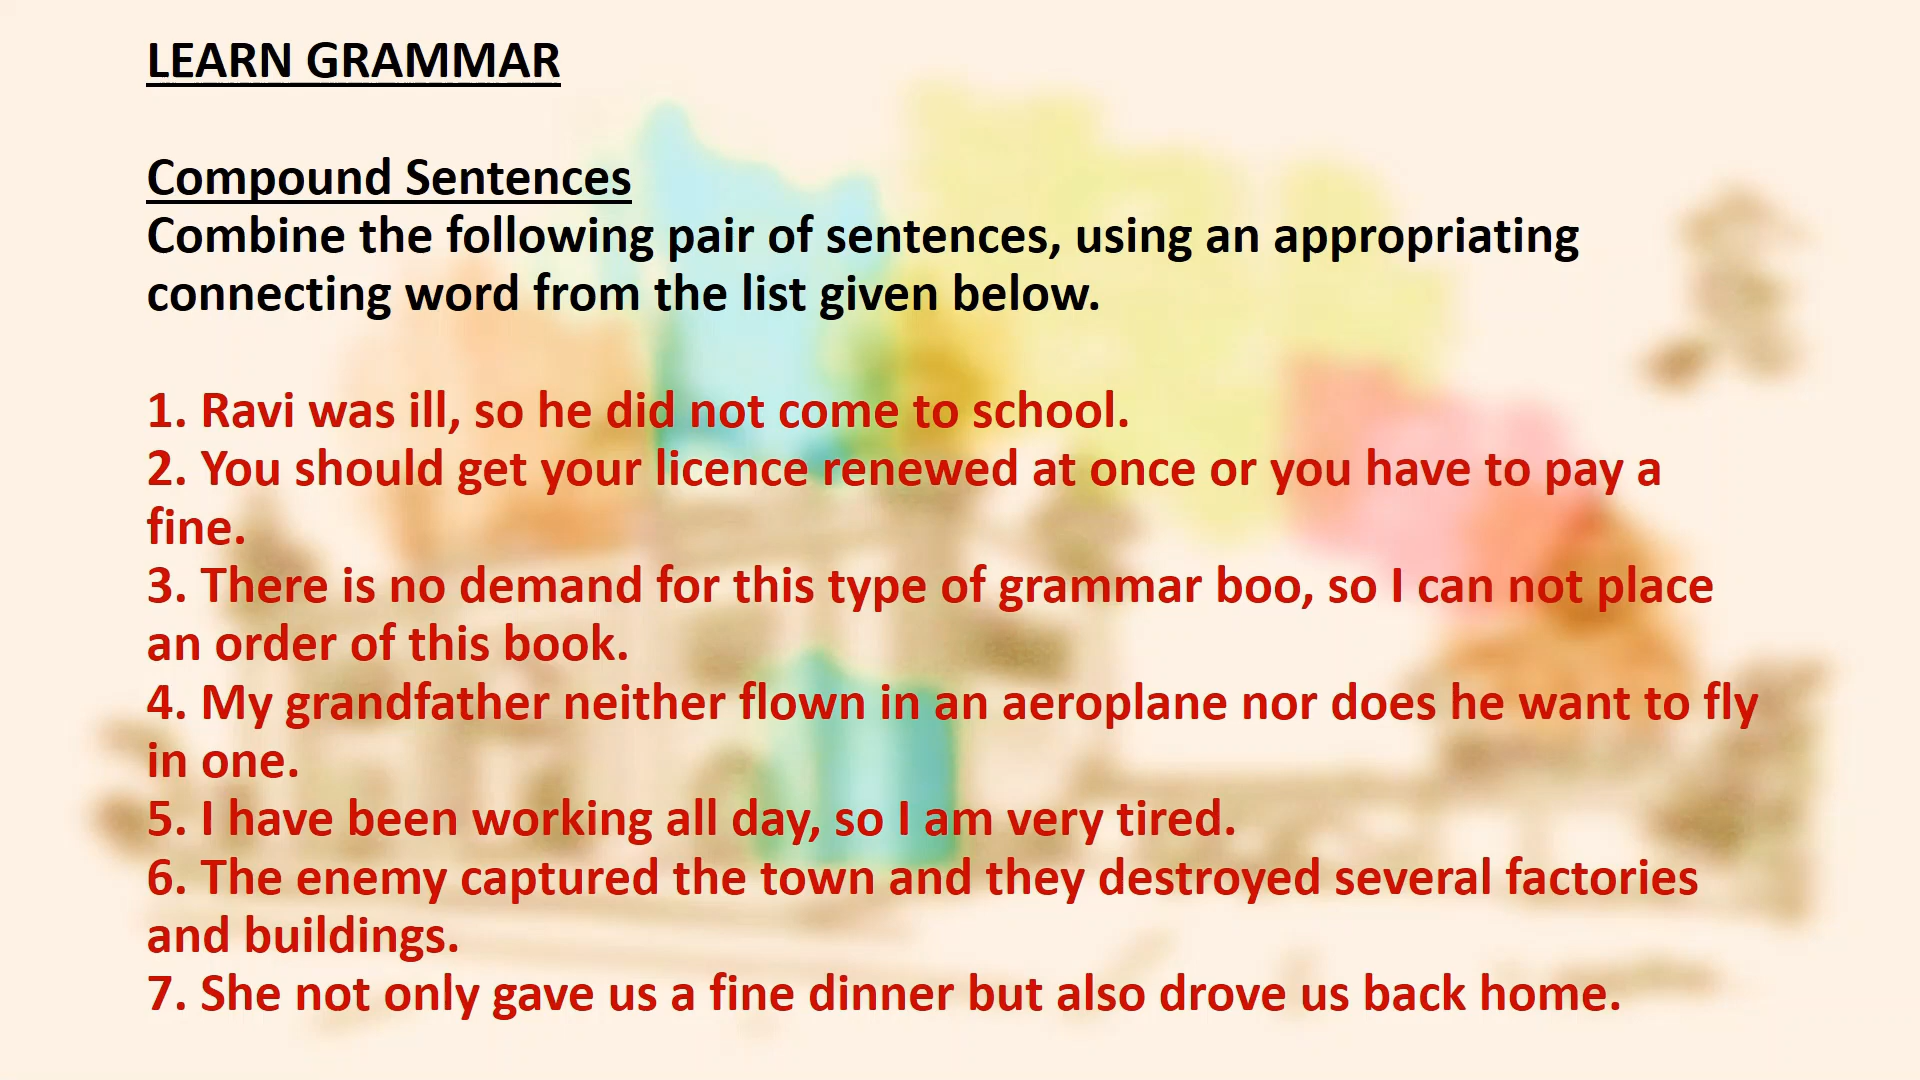 LEARN GRAMMAR
Compound Sentences
Combine the following pair of sentences, using an appropriating
connecting word from the list given below.
1. Ravi was ill, so he did not come to school.
2. You should get your licence renewed at once or you have to pay a
fine.
3. There is no demand for this type of grammar boo, so I can not place
an order of this book.
4. My grandfather neither flown in an aeroplane nor does he want to fly
in one.
5. I have been working all day, so I am very tired.
6. The enemy captured the town and they destroyed several factories
and buildings.
7. She not only gave us a fine dinner but also drove us back home.